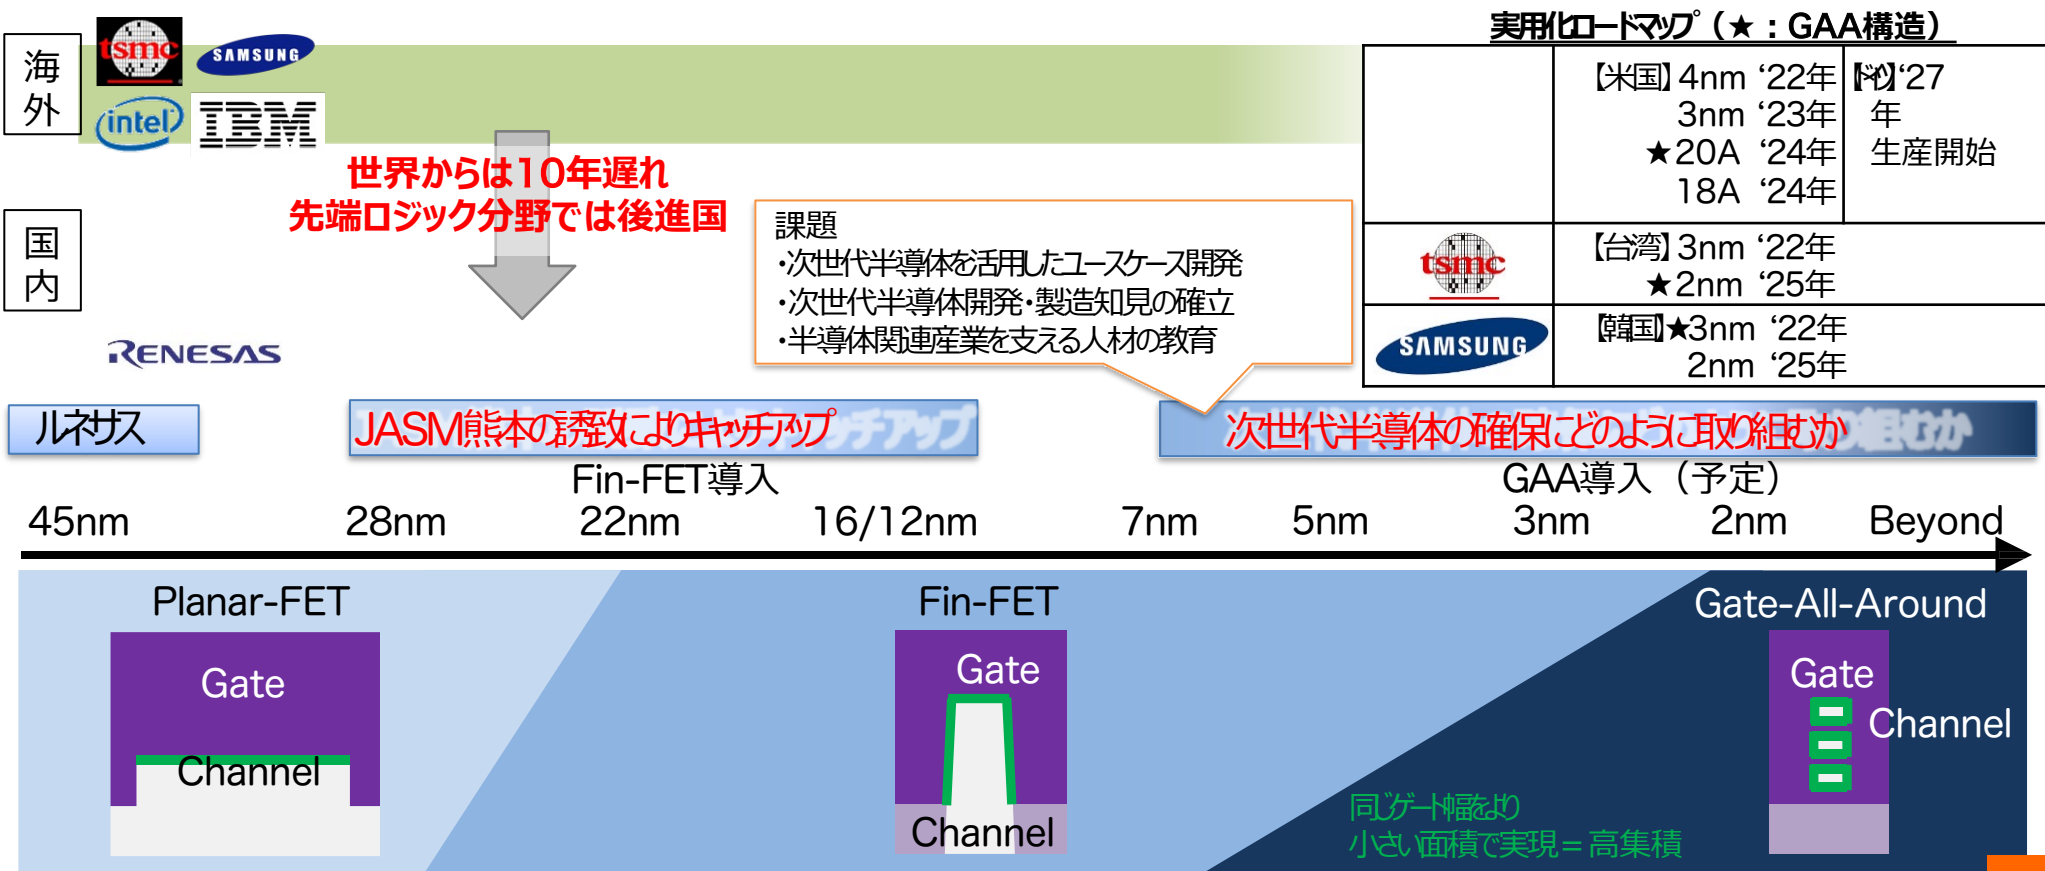 実用化ロードマップ（★：GAA構造）
海外
tsmc
SAMSUNG
intel
IBM
【米国】4nm ‘22年
3nm ‘23年
★20A ‘24年
18A ‘24年
【ドイツ】‘27
年
生産開始
tsmc
【台湾】3nm ‘22年
★2nm ‘25年
SAMSUNG
【韓国】★3nm ‘22年
2nm ‘25年
世界からは10年遅れ
先端ロジック分野では後進国
国内
RENESAS
課題
・次世代半導体を活用したユースケース開発
・次世代半導体開発・製造知見の確立
・半導体関連産業を支える人材の教育
ルネサス
JASM熊本の誘致によりキャッチアップ
次世代半導体の確保にどのように取り組むか
Fin-FET導入
GAA導入（予定）
45nm 28nm 22nm 16/12nm 7nm 5nm 3nm 2nm Beyond
Planar-FET
Gate
Channel
Fin-FET
Gate
Channel
Gate-All-Around
Gate
Channel
同じゲート幅をより
小さい面積で実現＝高集積